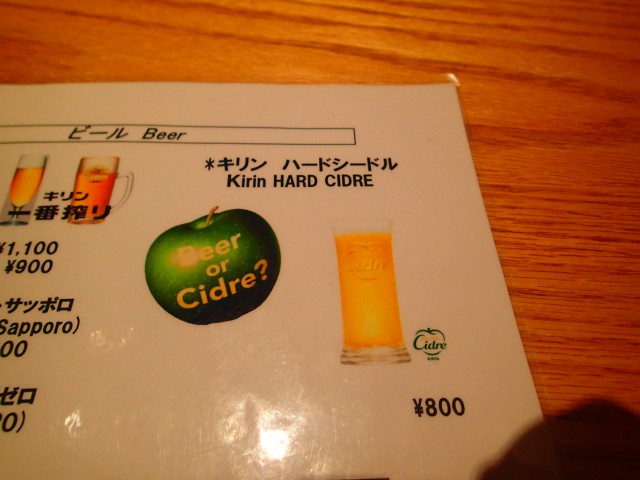 ビール Beer
キリン
一番搾り
¥1,100
¥900
サッポロ
Sapporo)
00
ゼロ
0)
*キリン ハードシードル
Kirin HARD CIDRE
Beer
or
Cidre?
Cidre
Cidre
KIRIN
¥800